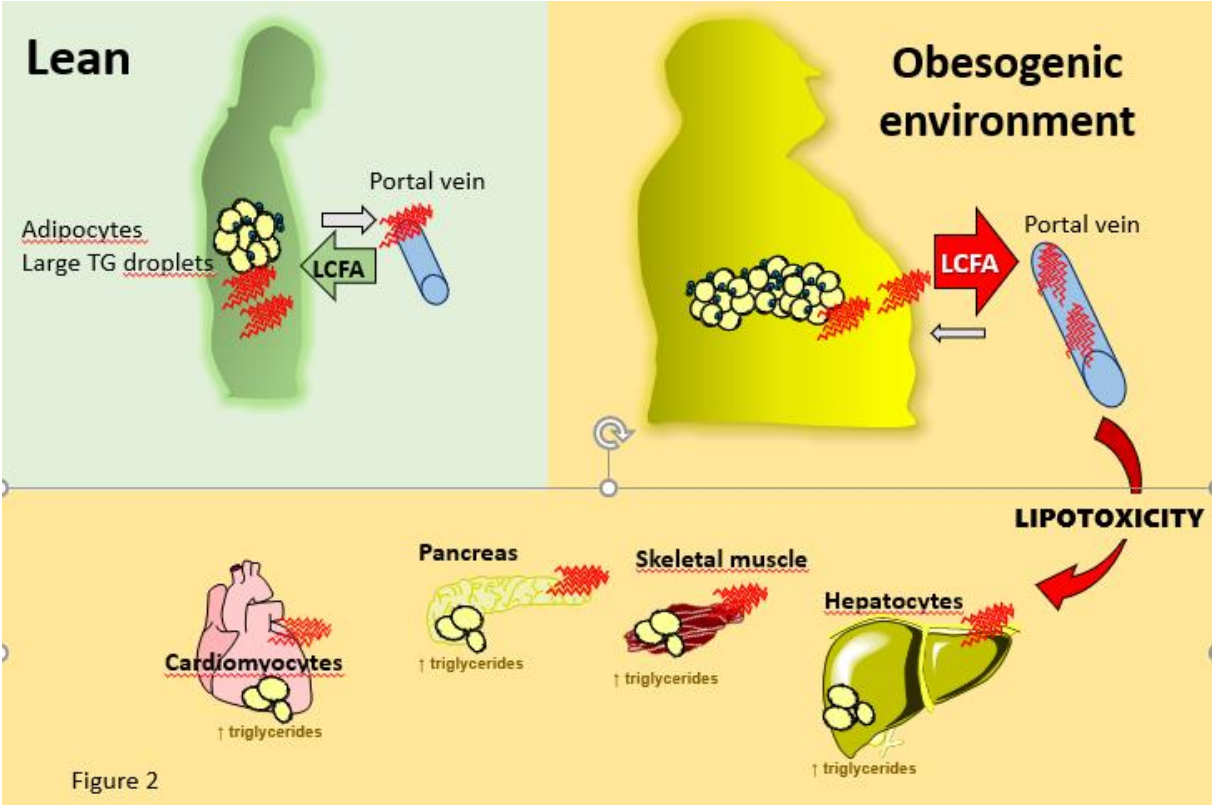 Lean
Obesogenic
environment
Portal vein
Adipocytes
Large TG droplets
LCFA
LCFA
Portal vein
LIPOTOXICITY
Pancreas
Skeletal muscle
Hepatocytes
Cardiomyocytes
↑ triglycerides
↑ triglycerides
↑ triglycerides
↑ triglycerides
Figure 2